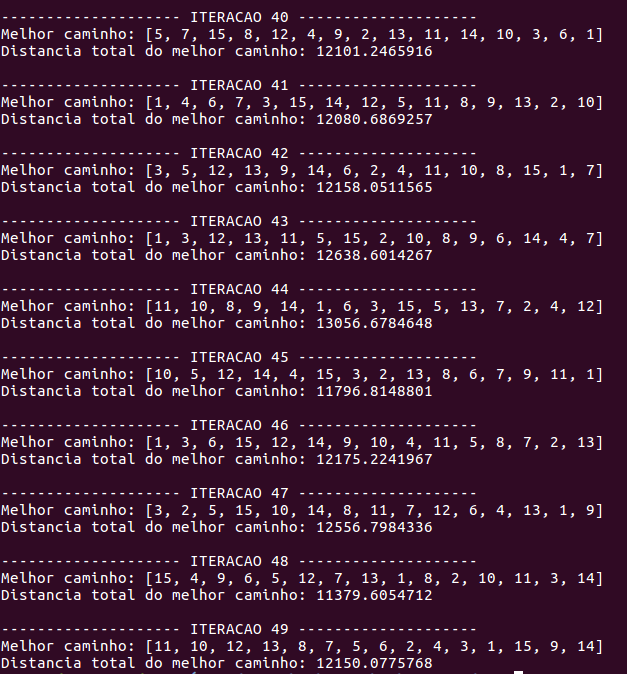 -------------------- ITERACAO 40 --------------------
Melhor caminho: [5, 7, 15, 8, 12, 4, 9, 2, 13, 11, 14, 10, 3, 6, 1]
Distancia total do melhor caminho: 12101.2465916
-------------------- ITERACAO 41 --------------------
Melhor caminho: [1, 4, 6, 7, 3, 15, 14, 12, 5, 11, 8, 9, 13, 2, 10]
Distancia total do melhor caminho: 12080.6869257
-------------------- ITERACAO 42 --------------------
Melhor caminho: [3, 5, 12, 13, 9, 14, 6, 2, 4, 11, 10, 8, 15, 1, 7]
Distancia total do melhor caminho: 12158.0511565
-------------------- ITERACAO 43 --------------------
Melhor caminho: [1, 3, 12, 13, 11, 5, 15, 2, 10, 8, 9, 6, 14, 4, 7]
Distancia total do melhor caminho: 12638.6014267
-------------------- ITERACAO 44 --------------------
Melhor caminho: [11, 10, 8, 9, 14, 1, 6, 3, 15, 5, 13, 7, 2, 4, 12]
Distancia total do melhor caminho: 13056.6784648
-------------------- ITERACAO 45 --------------------
Melhor caminho: [10, 5, 12, 14, 4, 15, 3, 2, 13, 8, 6, 7, 9, 11, 1]
Distancia total do melhor caminho: 11796.8148801
-------------------- ITERACAO 46 --------------------
Melhor caminho: [1, 3, 6, 15, 12, 14, 9, 10, 4, 11, 5, 8, 7, 2, 13]
Distancia total do melhor caminho: 12175.2241967
-------------------- ITERACAO 47 --------------------
Melhor caminho: [3, 2, 5, 15, 10, 14, 8, 11, 7, 12, 6, 4, 13, 1, 9]
Distancia total do melhor caminho: 12556.7984336
-------------------- ITERACAO 48 --------------------
Melhor caminho: [15, 4, 9, 6, 5, 12, 7, 13, 1, 8, 2, 10, 11, 3, 14]
Distancia total do melhor caminho: 11379.6054712
-------------------- ITERACAO 49 --------------------
Melhor caminho: [11, 10, 12, 13, 8, 7, 5, 6, 2, 4, 3, 1, 15, 9, 14]
Distancia total do melhor caminho: 12150.0775768